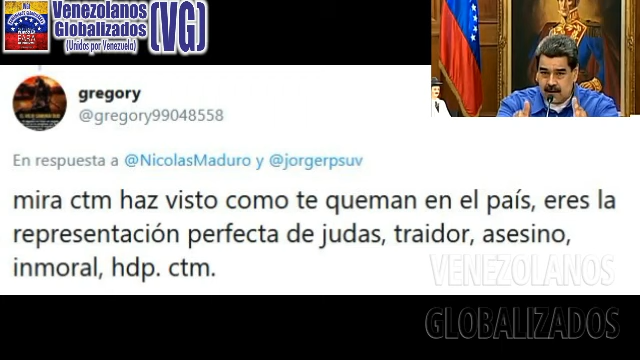 Venezolanos
Globalizados
(Unidos por Venezuela)
(VG)
gregory
@gregory99048558
En respuesta a @NicolasMaduro y @jorgerpsuv
mira ctm haz visto como te queman en el país, eres la
representación perfecta de judas, traidor, asesino,
inmoral, hdp. ctm.
VENEZOLANOS
GLOBALIZADOS